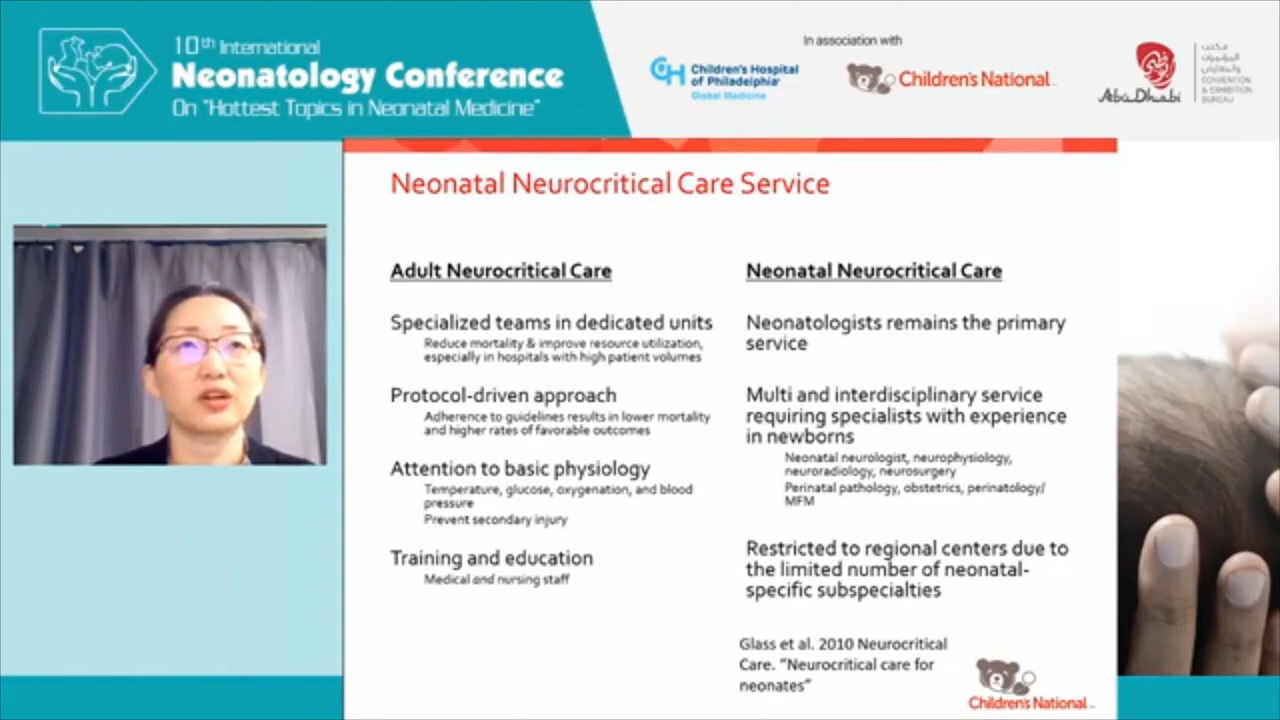 10th International
Neonatology Conference
On "Hottest Topics in Neonatal Medicine"
In association with
Children's Hospital
of Philadelphia
Global Medicine
Children's National
Abu Dhabi
مكتب
المؤتمرات
والمعارض
CONVENTION
& EXHIBITION
BUREAU
Neonatal Neurocritical Care Service
Adult Neurocritical Care
Specialized teams in dedicated units
Reduce mortality & improve resource utilization,
especially in hospitals with high patient volumes
Protocol-driven approach
Adherence to guidelines results in lower mortality
and higher rates of favorable outcomes
Attention to basic physiology
Temperature, glucose, oxygenation, and blood
pressure
Prevent secondary injury
Training and education
Medical and nursing staff
Neonatal Neurocritical Care
Neonatologists remains the primary
service
Multi and interdisciplinary service
requiring specialists with experience
in newborns
Neonatal neurologist, neurophysiology,
neuroradiology, neurosurgery
Perinatal pathology, obstetrics, perinatology/
MFM
Restricted to regional centers due to
the limited number of neonatal-
specific subspecialties
Glass et al. 2010 Neurocritical
Care. "Neurocritical care for
neonates"
Children's National